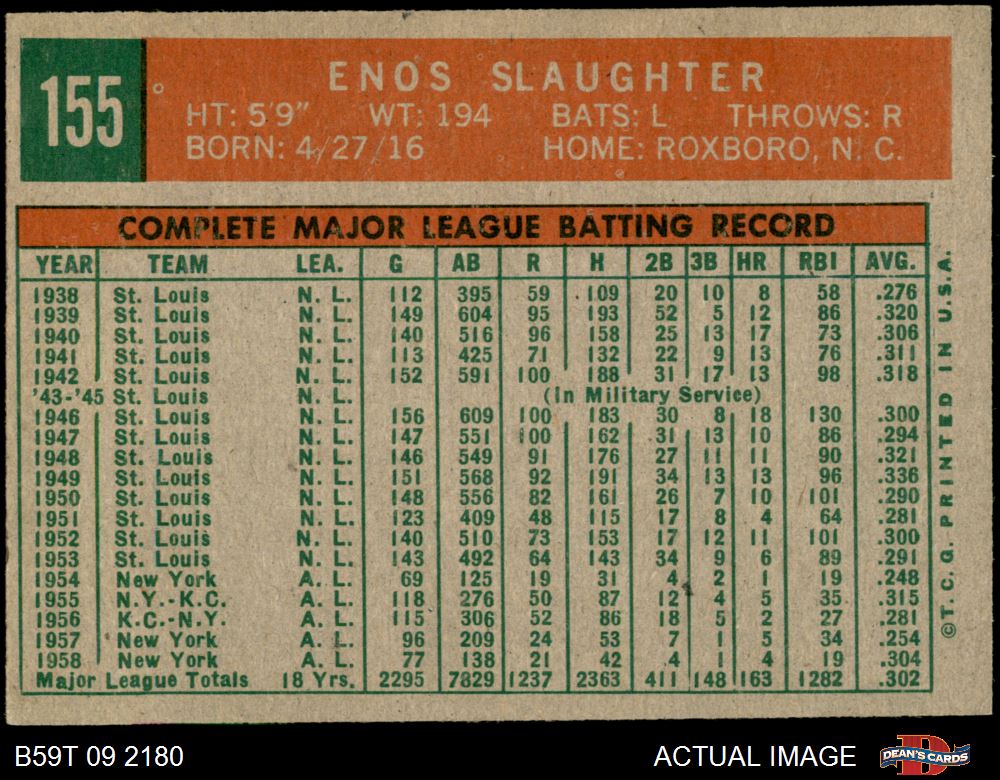 155
ENOS SLAUGHTER
HT: 5'9" WT: 194 BATS: L THROWS: R
BORN: 4/27/16 HOME: ROXBORO, N. C.
COMPLETE MAJOR LEAGUE BATTING RECORD
YEAR TEAM LEA. G AB R H 2B 3B HR RBI AVG.
1938 St. Louis N. L. 112 395 59 109 20 10 8 58 .276
1939 St. Louis N. L. 149 604 95 193 52 5 12 86 .320
1940 St. Louis N. L. 140 516 96 158 25 13 17 73 .306
1941 St. Louis N. L. 113 425 71 132 22 9 13 76 .311
1942 St. Louis N. L. 152 591 100 188 31 17 13 98 .318
'43-'45 St. Louis N. L. (In Military Service)
1946 St. Louis N. L. 156 609 100 183 30 8 18 130 .300
1947 St. Louis N. L. 147 551 100 162 31 13 10 86 .294
1948 St. Louis N. L. 146 549 91 176 27 11 11 90 .321
1949 St. Louis N. L. 151 568 92 191 34 13 13 96 .336
1950 St. Louis N. L. 148 556 82 161 26 7 10 101 .290
1951 St. Louis N. L. 123 409 48 115 17 8 4 64 .281
1952 St. Louis N. L. 140 510 73 153 17 12 11 101 .300
1953 St. Louis N. L. 143 492 64 143 34 9 6 89 .291
1954 New York A. L. 69 125 19 31 4 2 1 19 .248
1955 N.Y.-K.C. A. L. 118 276 50 87 12 4 5 35 .315
1956 K.C.-N.Y. A. L. 115 306 52 86 18 5 2 27 .281
1957 New York A. L. 96 209 24 53 7 1 5 34 .254
1958 New York A. L. 77 138 21 42 4 1 4 19 .304
Major League Totals 18 Yrs. 2295 7829 1237 2363 411 148 163 1282 .302
©T. C. G. PRINTED IN U.S.A.
B59T 09 2180
ACTUAL IMAGE
DEAN'S CARDS